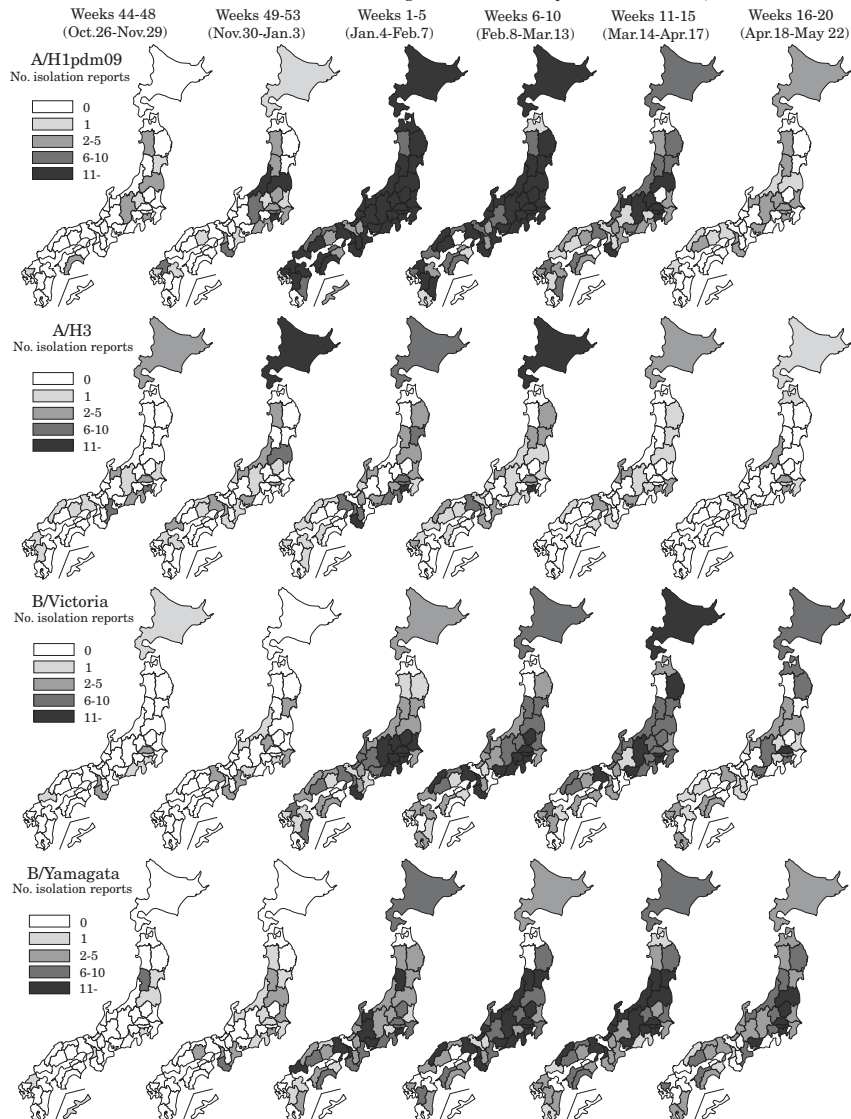 Weeks 44-48 Weeks 49-53 Weeks 1-5 Weeks 6-10 Weeks 11-15 Weeks 16-20
(Oct.26-Nov.29) (Nov.30-Jan.3) (Jan.4-Feb.7) (Feb.8-Mar.13) (Mar.14-Apr.17) (Apr.18-May 22)
A/H1pdm09
No. isolation reports
0
1
2-5
6-10
11-
A/H3
No. isolation reports
0
1
2-5
6-10
11-
B/Victoria
No. isolation reports
0
1
2-5
6-10
11-
B/Yamagata
No. isolation reports
0
1
2-5
6-10
11-